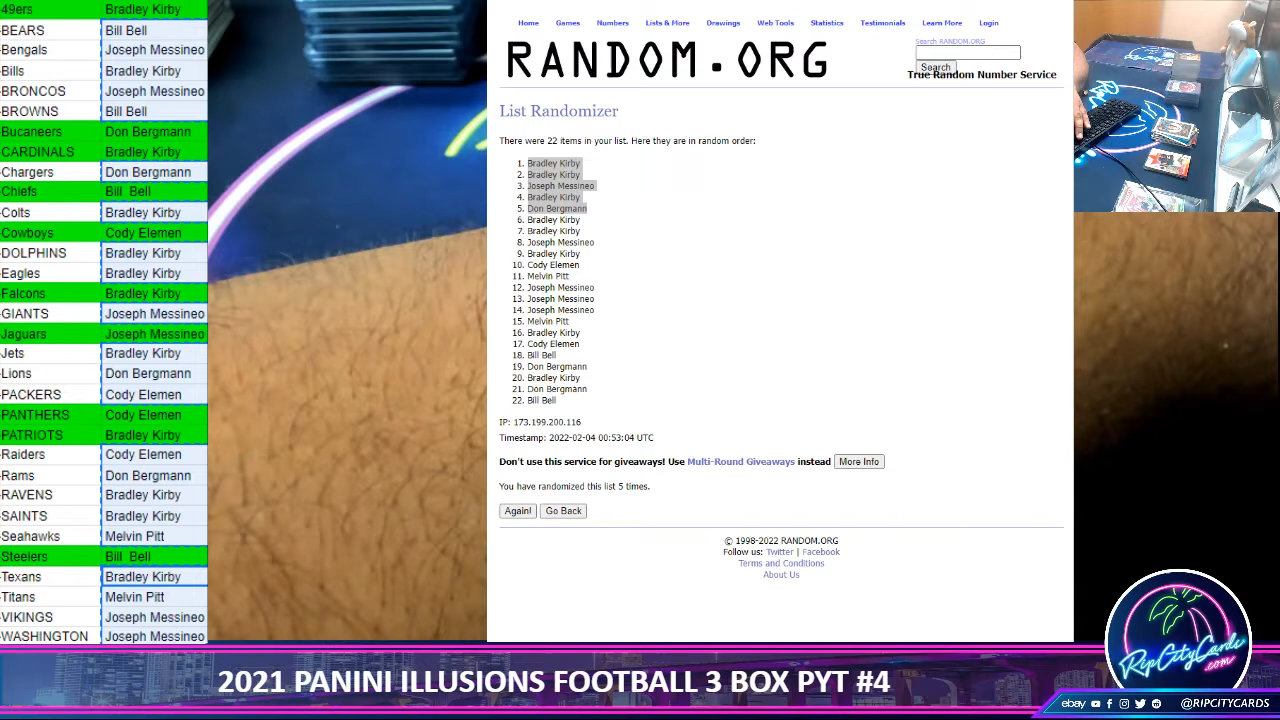 49ers Bradley Kirby
-BEARS Bill Bell
-Bengals Joseph Messineo
-Bills Bradley Kirby
-BRONCOS Joseph Messineo
-BROWNS Bill Bell
-Bucaneers Don Bergmann
-CARDINALS Bradley Kirby
-Chargers Don Bergmann
-Chiefs Bill Bell
-Colts Bradley Kirby
-Cowboys Cody Elemen
-DOLPHINS Bradley Kirby
-Eagles Bradley Kirby
-Falcons Bradley Kirby
-GIANTS Joseph Messineo
-Jaguars Joseph Messineo
-Jets Bradley Kirby
-Lions Don Bergmann
-PACKERS Cody Elemen
-PANTHERS Cody Elemen
-PATRIOTS Bradley Kirby
-Raiders Cody Elemen
-Rams Don Bergmann
-RAVENS Bradley Kirby
-SAINTS Bradley Kirby
-Seahawks Melvin Pitt
-Steelers Bill Bell
-Texans Bradley Kirby
-Titans Melvin Pitt
-VIKINGS Joseph Messineo
-WASHINGTON Joseph Messineo
Home Games Numbers Lists & More Drawings Web Tools Statistics Testimonials Learn More Login
RANDOM.ORG
Search RANDOM.ORG
Search
True Random Number Service
List Randomizer
There were 22 items in your list. Here they are in random order:
1. Bradley Kirby
2. Bradley Kirby
3. Joseph Messineo
4. Bradley Kirby
5. Don Bergmann
6. Bradley Kirby
7. Bradley Kirby
8. Joseph Messineo
9. Bradley Kirby
10. Cody Elemen
11. Melvin Pitt
12. Joseph Messineo
13. Joseph Messineo
14. Joseph Messineo
15. Melvin Pitt
16. Bradley Kirby
17. Cody Elemen
18. Bill Bell
19. Don Bergmann
20. Bradley Kirby
21. Don Bergmann
22. Bill Bell
IP: 173.199.200.116
Timestamp: 2022-02-04 00:53:04 UTC
Don't use this service for giveaways! Use Multi-Round Giveaways instead More Info
You have randomized this list 5 times.
Again! Go Back
© 1998-2022 RANDOM.ORG
Follow us: Twitter | Facebook
Terms and Conditions
About Us
RipCityCards
.com
2021 PANINI ILLUSIONS FOOTBALL 3 BOX PYT #4
ebay @RIPCITYCARDS